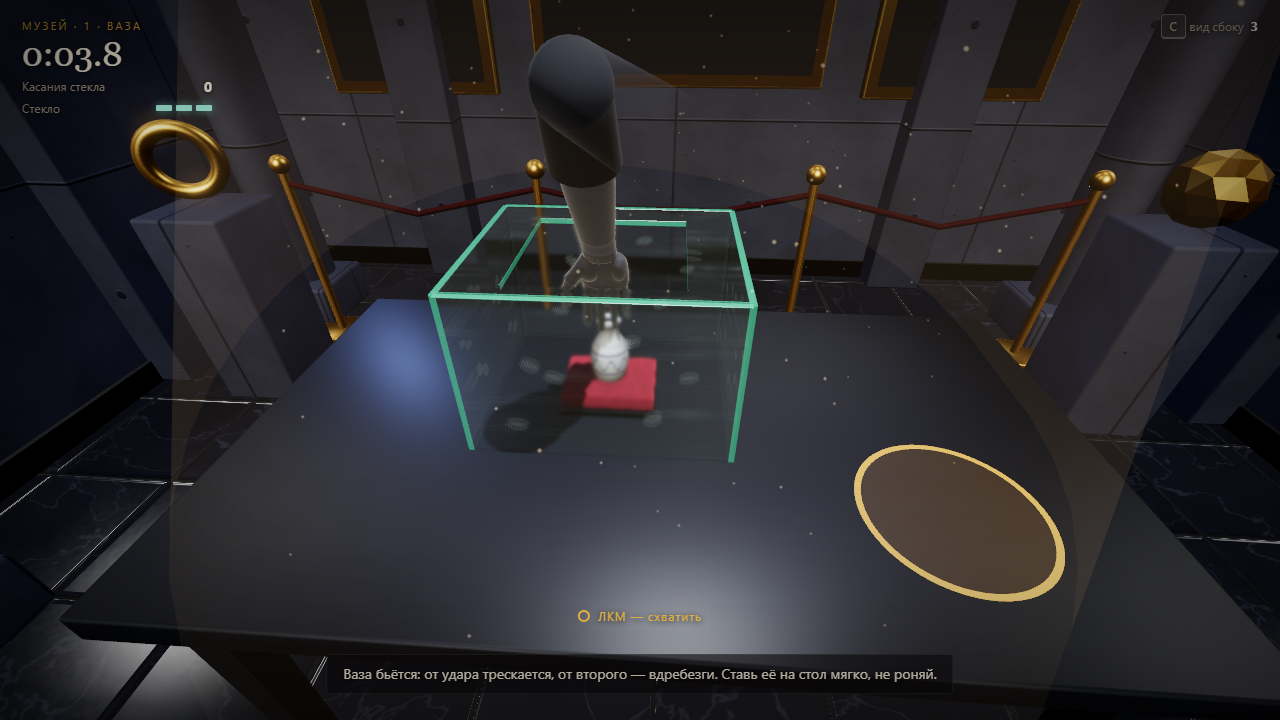 МУЗЕЙ · 1 · ВАЗА
0:03.8
Касания стекла 0
Стекло
C вид сбоку 3
ЛКМ — схватить
Ваза бьётся: от удара трескается, от второго — вдребезги. Ставь её на стол мягко, не роняй.